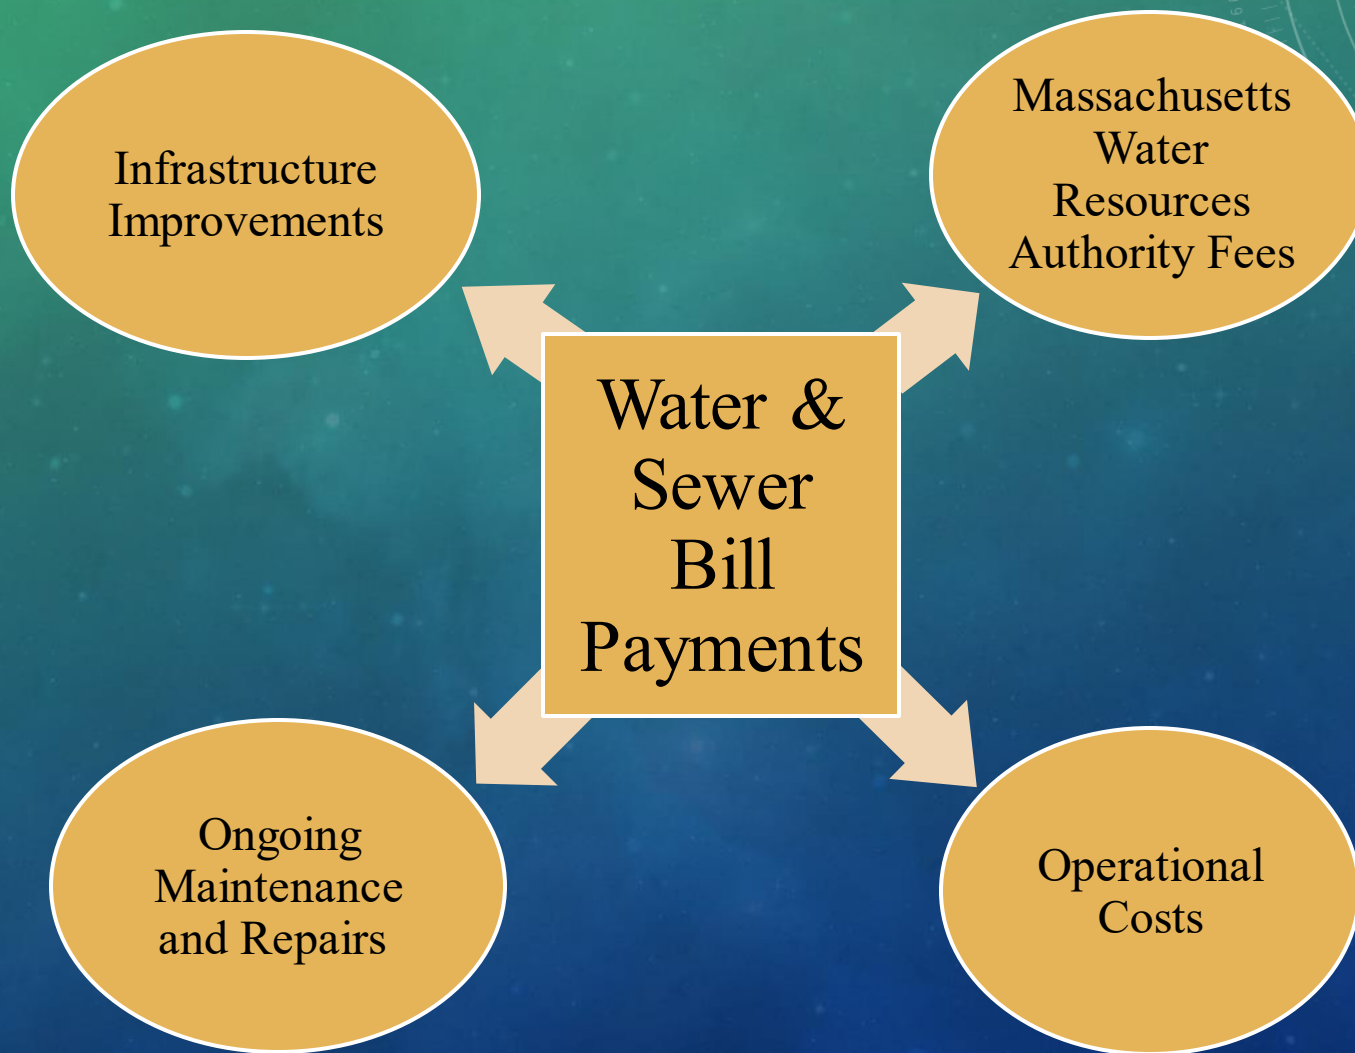 Infrastructure
Improvements
Massachusetts
Water
Resources
Authority Fees
Water &
Sewer
Bill
Payments
Ongoing
Maintenance
and Repairs
Operational
Costs